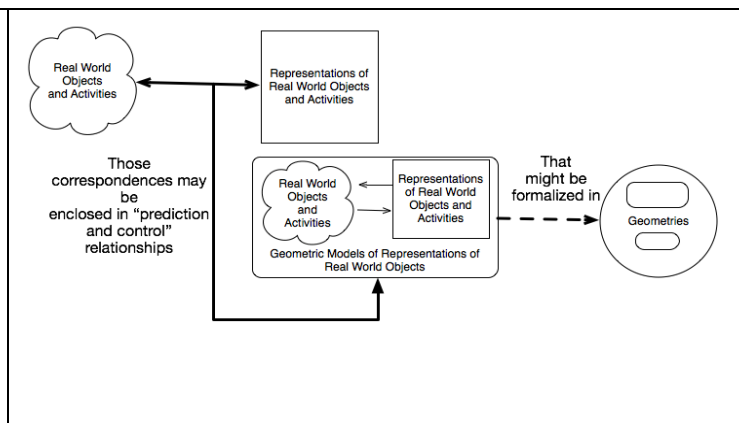 Real World
Objects
and Activities
Representations of
Real World Objects
and Activities
Those
correspondences may
be
enclosed in “prediction
and control”
relationships
Real World
Objects
and
Activities
Representations
of Real World
Objects and
Activities
Geometric Models of Representations of
Real World Objects
That
might be
formalized in
Geometries